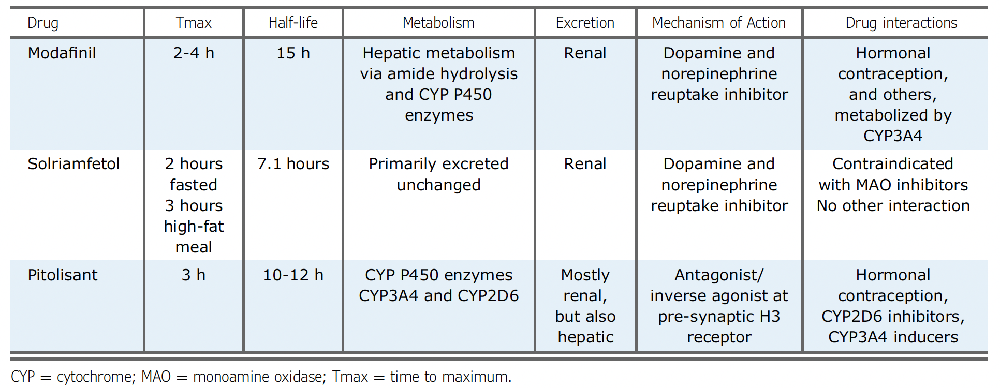 Drug Tmax Half-life Metabolism Excretion Mechanism of Action Drug interactions
Modafinil 2-4 h 15 h Hepatic metabolism Renal Dopamine and Hormonal
via amide hydrolysis norepinephrine contraception,
and CYP P450 reuptake inhibitor and others,
enzymes metabolized by
CYP3A4
Solriamfetol 2 hours 7.1 hours Primarily excreted Renal Dopamine and Contraindicated
fasted unchanged norepinephrine with MAO inhibitors
3 hours reuptake inhibitor No other interaction
high-fat
meal
Pitolisant 3 h 10-12 h CYP P450 enzymes Mostly Antagonist/ Hormonal
CYP3A4 and CYP2D6 renal, inverse agonist at contraception,
but also pre-synaptic H3 CYP2D6 inhibitors,
hepatic receptor CYP3A4 inducers
CYP = cytochrome; MAO = monoamine oxidase; Tmax = time to maximum.